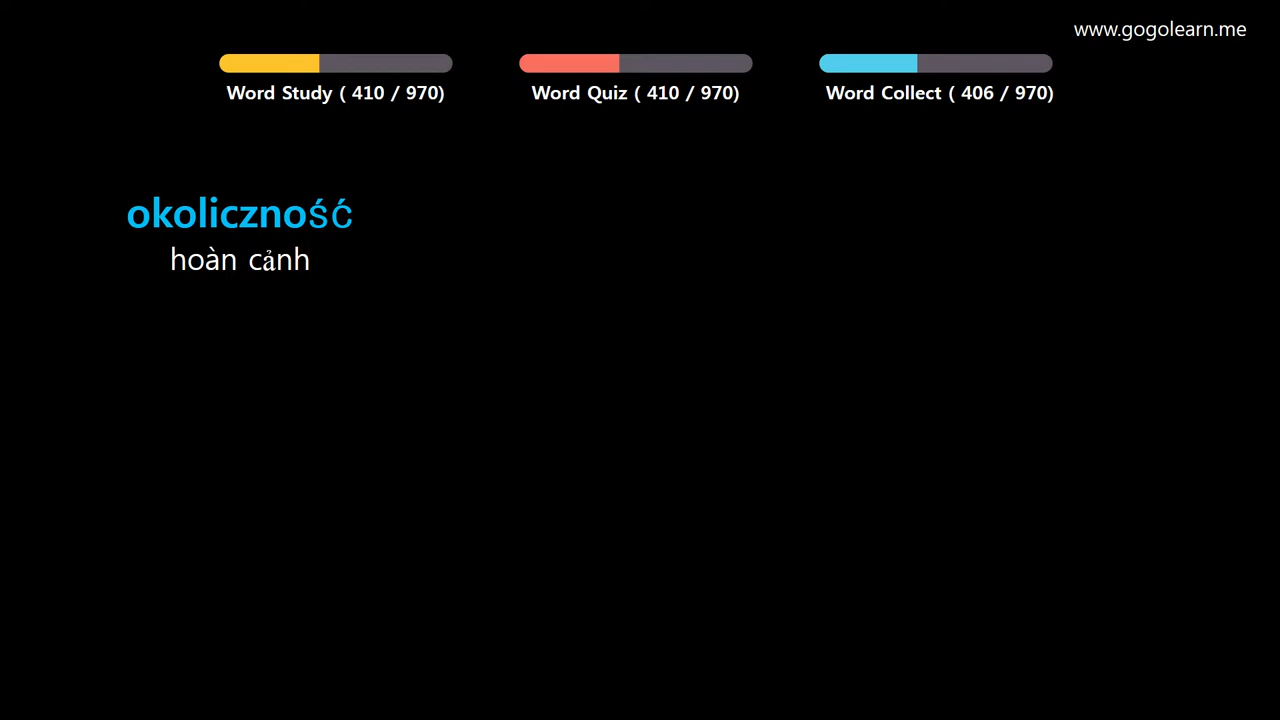 www.gogolearn.me
Word Study ( 410 / 970)
Word Quiz ( 410 / 970)
Word Collect ( 406 / 970)
okoliczność
hoàn cảnh